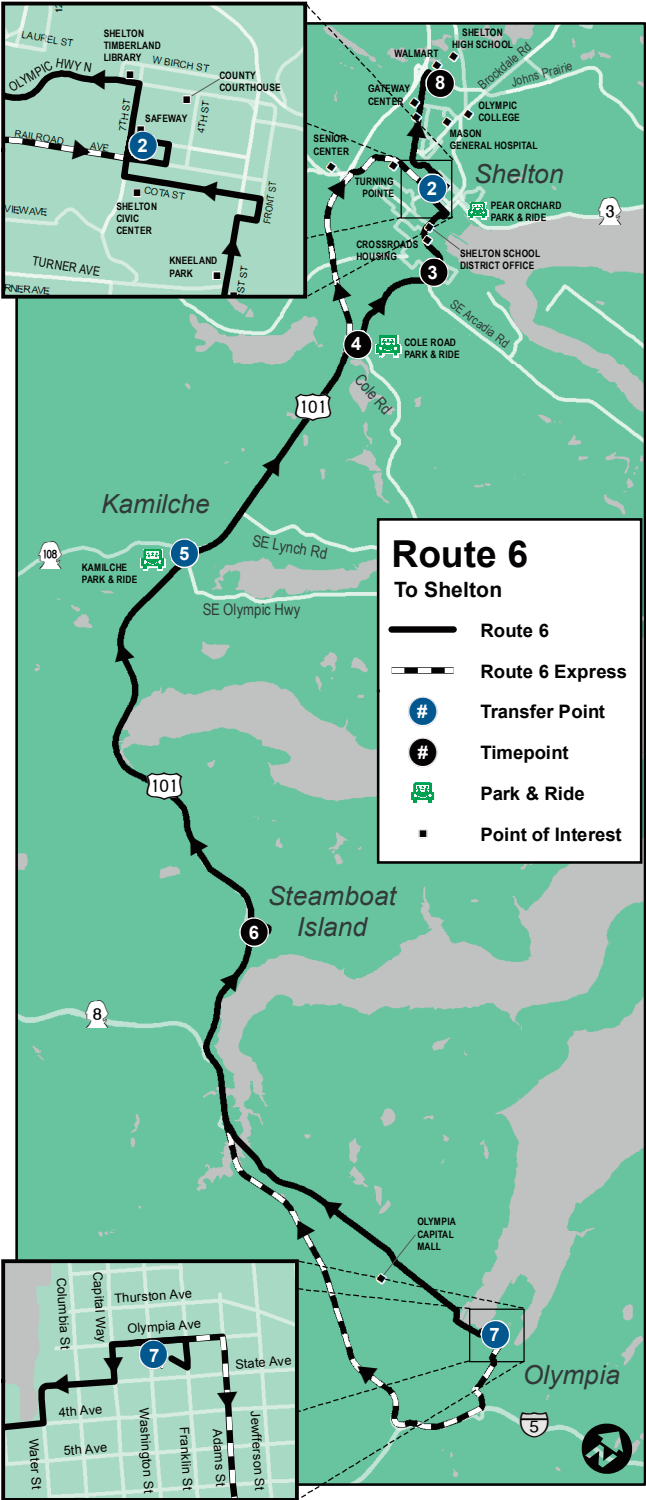 LAUREL ST
OLYMPIC HWY N
SHELTON
TIMBERLAND
LIBRARY
W BIRCH ST
COUNTY
COURTHOUSE
7TH ST
4TH ST
SAFEWAY
RAILROAD AVE
2
COTA ST
SHELTON
CIVIC
CENTER
FRONT ST
VIEW AVE
KNEELAND
PARK
TURNER AVE
RNER AVE
ST ST
SHELTON
HIGH SCHOOL
WALMART
Brockdale Rd
Johns Prairie
8
GATEWAY
CENTER
OLYMPIC
COLLEGE
MASON
GENERAL HOSPITAL
SENIOR
CENTER
TURNING
POINTE
Shelton
2
PEAR ORCHARD
PARK & RIDE
3
CROSSROADS
HOUSING
SHELTON SCHOOL
DISTRICT OFFICE
3
SE Arcadia Rd
4
COLE ROAD
PARK & RIDE
Cole Rd
101
Kamilche
SE Lynch Rd
108
5
KAMILCHE
PARK & RIDE
SE Olympic Hwy
Route 6
To Shelton
Route 6
Route 6 Express
# Transfer Point
# Timepoint
Park & Ride
Point of Interest
101
Steamboat
Island
6
8
OLYMPIA
CAPITAL
MALL
7
Olympia
5
N
Columbia St
Capital Way
Thurston Ave
Olympia Ave
7
State Ave
4th Ave
5th Ave
Water St
Washington St
Franklin St
Adams St
Jewfferson St